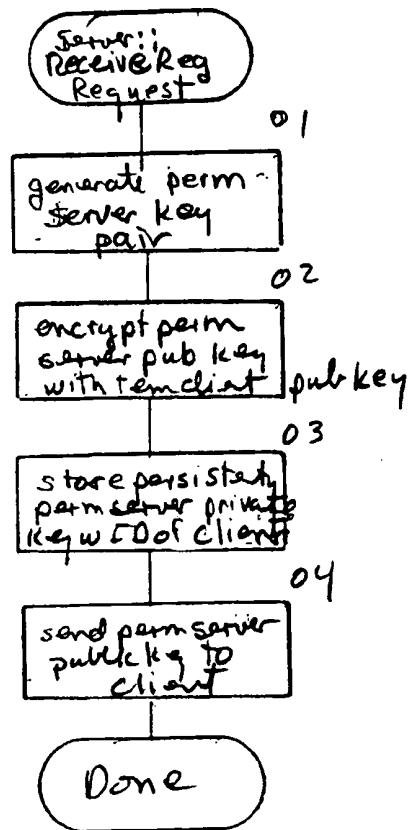 Server::
ReceiveReg
Request
01
generate perm
server key
pair
02
encrypt perm
server pub key
with temclient pub key
03
store persistently
perm server private
key w ID of client
04
send perm server
public key to
client
Done